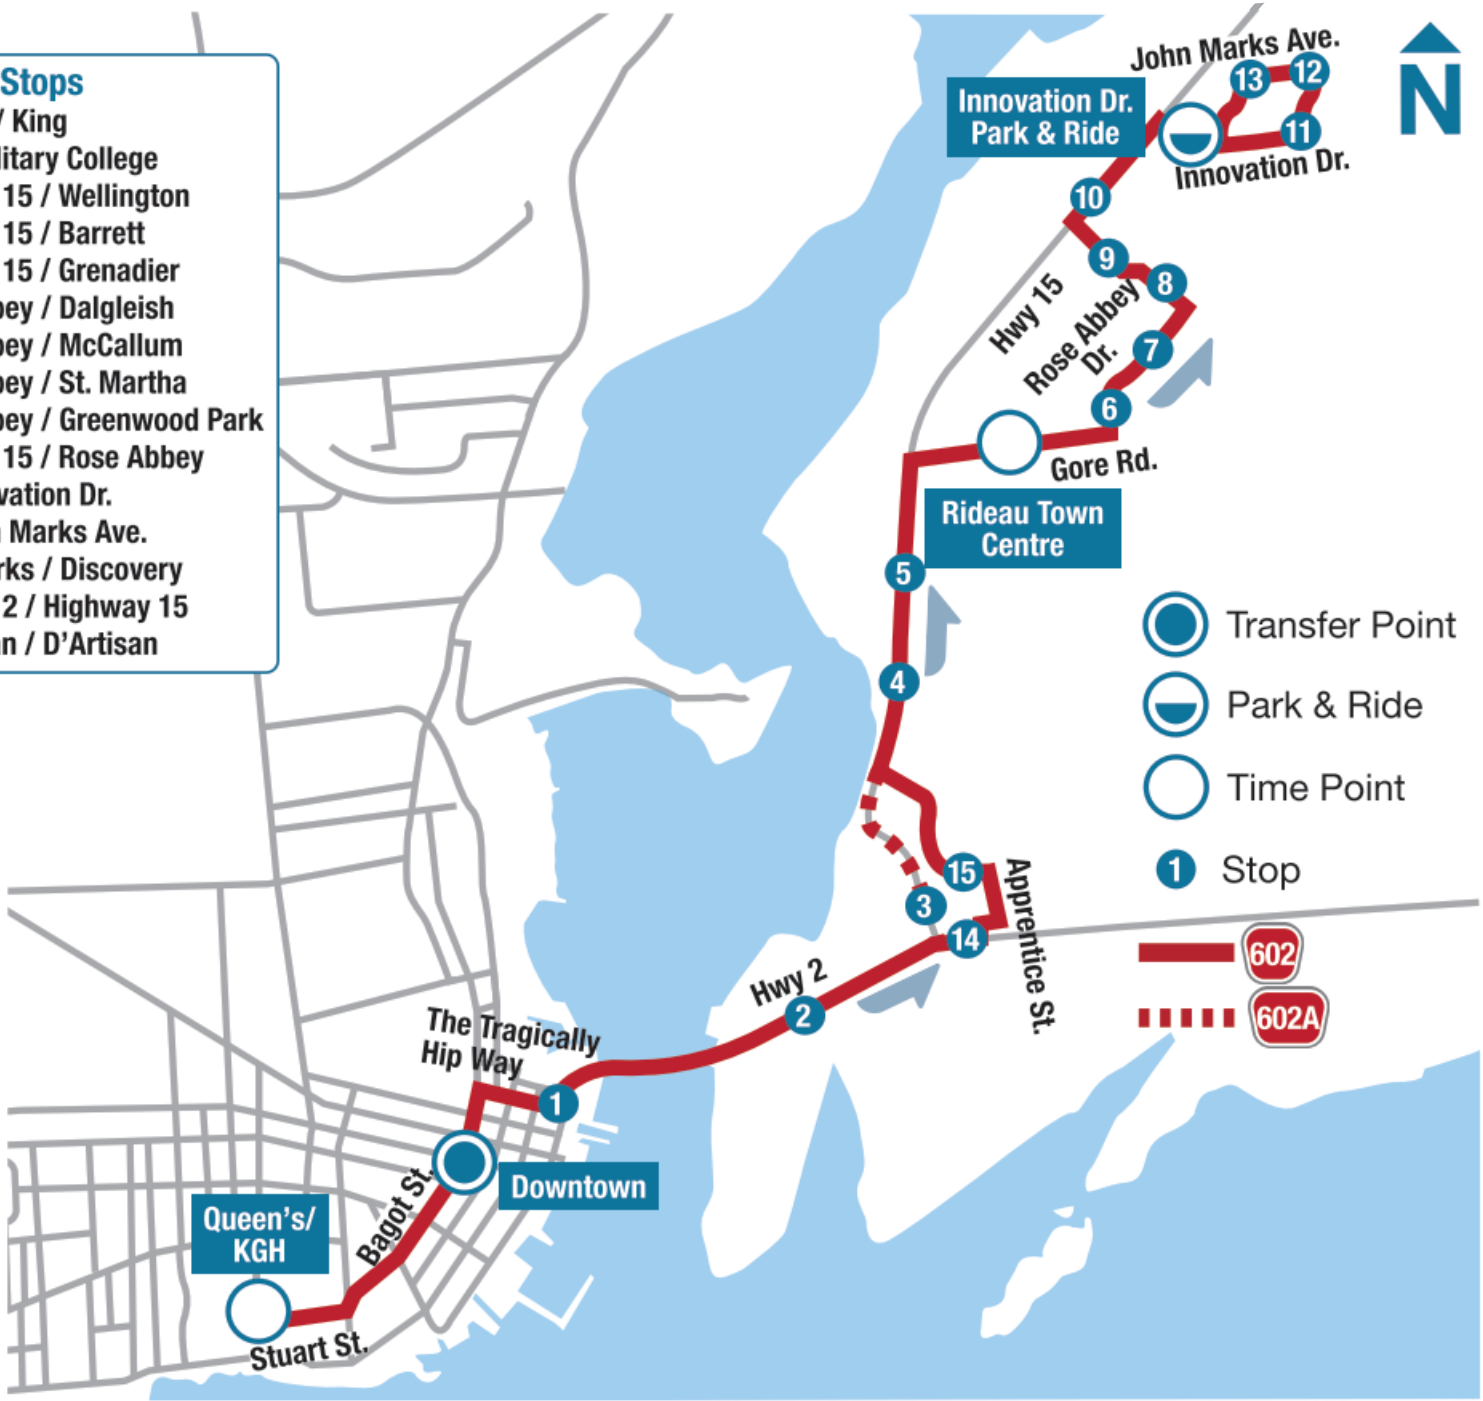 Stops
/ King
litary College
15 / Wellington
15 / Barrett
15 / Grenadier
bey / Dalgleish
bey / McCallum
bey / St. Martha
bey / Greenwood Park
15 / Rose Abbey
vation Dr.
Marks Ave.
rks / Discovery
2 / Highway 15
n / D'Artisan
John Marks Ave.
13
12
11
Innovation Dr.
Park & Ride
Innovation Dr.
N
10
9
8
7
6
Hwy 15
Rose Abbey
Dr.
Gore Rd.
Rideau Town
Centre
5
4
15
3
14
Apprentice St.
Hwy 2
2
The Tragically
Hip Way
1
Downtown
Bagot St.
Queen's/
KGH
Stuart St.
Transfer Point
Park & Ride
Time Point
1 Stop
602
602A